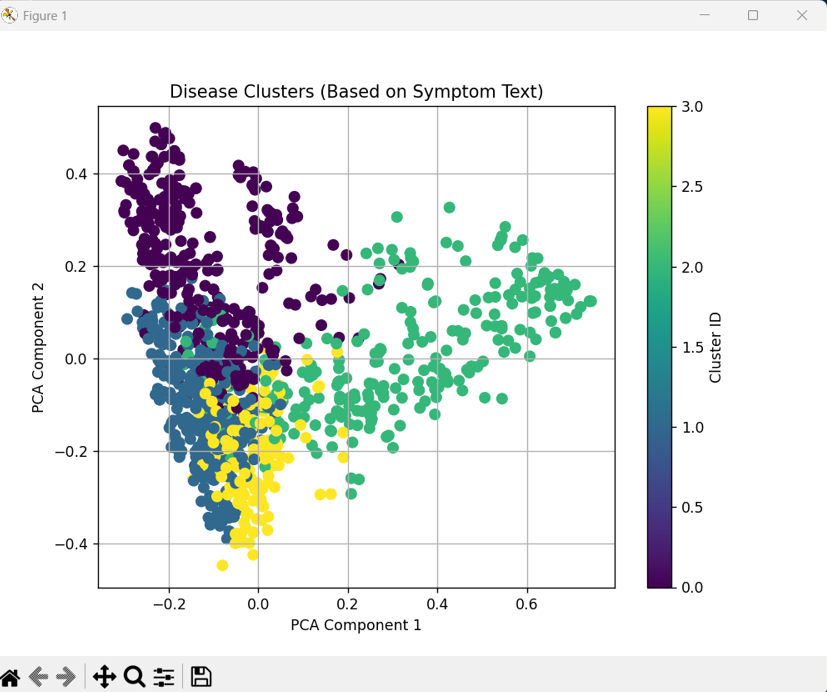 Figure 1
Disease Clusters (Based on Symptom Text)
0.4
0.2
0.0
−0.2
−0.4
PCA Component 2
−0.2 0.0 0.2 0.4 0.6
PCA Component 1
3.0
2.5
2.0
1.5
1.0
0.5
0.0
Cluster ID